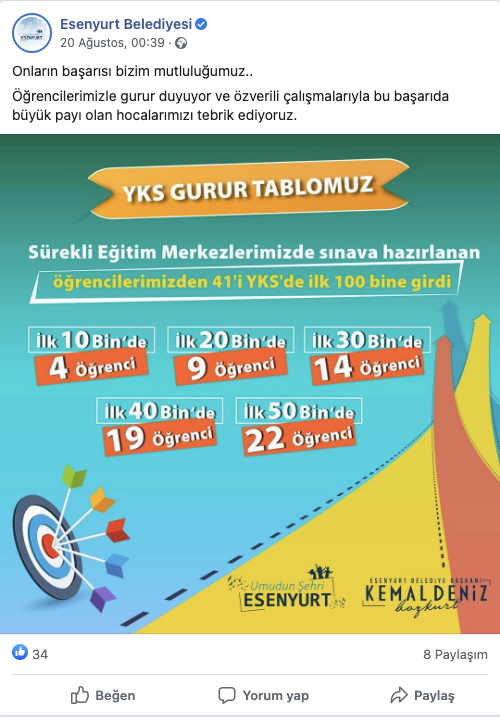 Esenyurt Belediyesi
20 Ağustos, 00:39 ·
Onların başarısı bizim mutluluğumuz..
Öğrencilerimizle gurur duyuyor ve özverili çalışmalarıyla bu başarıda
büyük payı olan hocalarımızı tebrik ediyoruz.
YKS GURUR TABLOMUZ
Sürekli Eğitim Merkezlerimizde sınava hazırlanan
öğrencilerimizden 41'i YKS'de ilk 100 bine girdi
İlk 10 Bin'de
4 Öğrenci
İlk 20 Bin'de
9 Öğrenci
İlk 30 Bin'de
14 Öğrenci
İlk 40 Bin'de
19 Öğrenci
İlk 50 Bin'de
22 Öğrenci
Umudun Şehri
ESENYURT
ESENYURT BELEDİYE BAŞKANI
KEMALDENİZ
bozkurt
34
8 Paylaşım
Beğen
Yorum yap
Paylaş